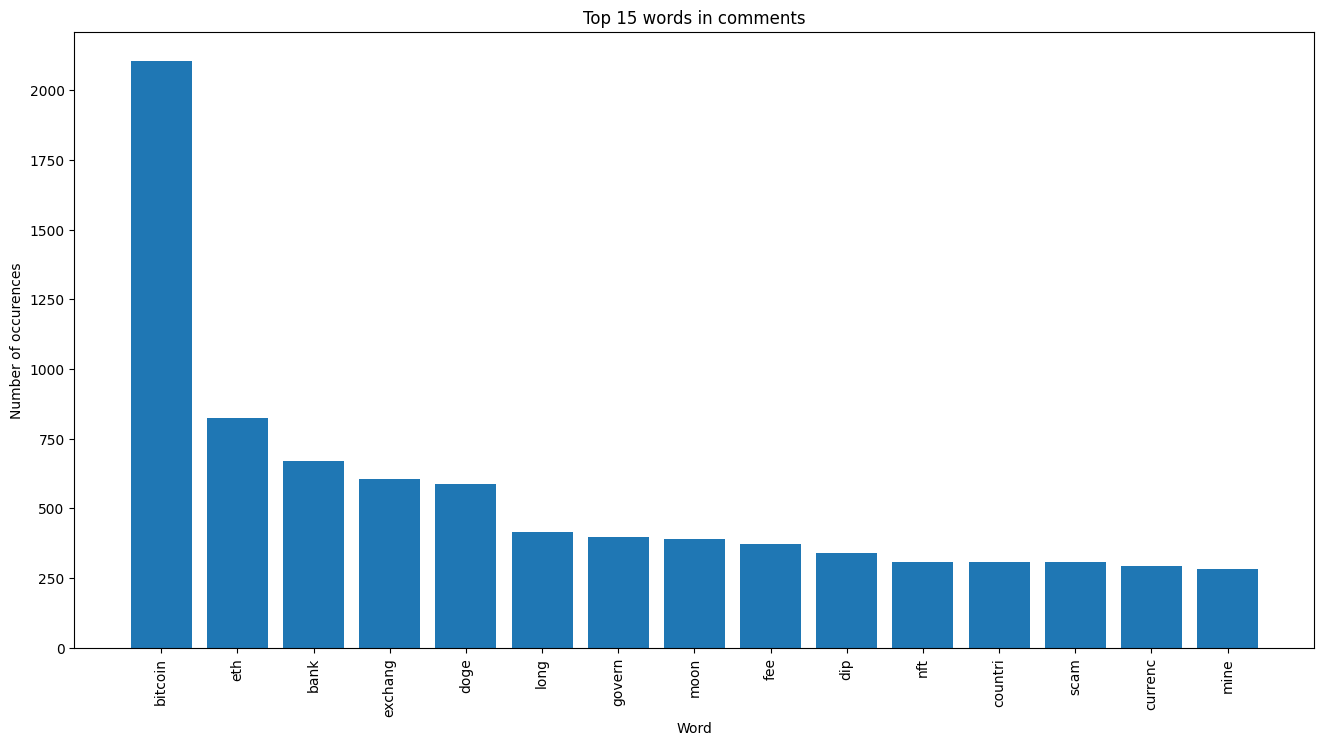 Top 15 words in comments
Number of occurences
2000
1750
1500
1250
1000
750
500
250
0
bitcoin
eth
bank
exchang
doge
long
govern
moon
fee
dip
nft
countri
scam
currenc
mine
Word